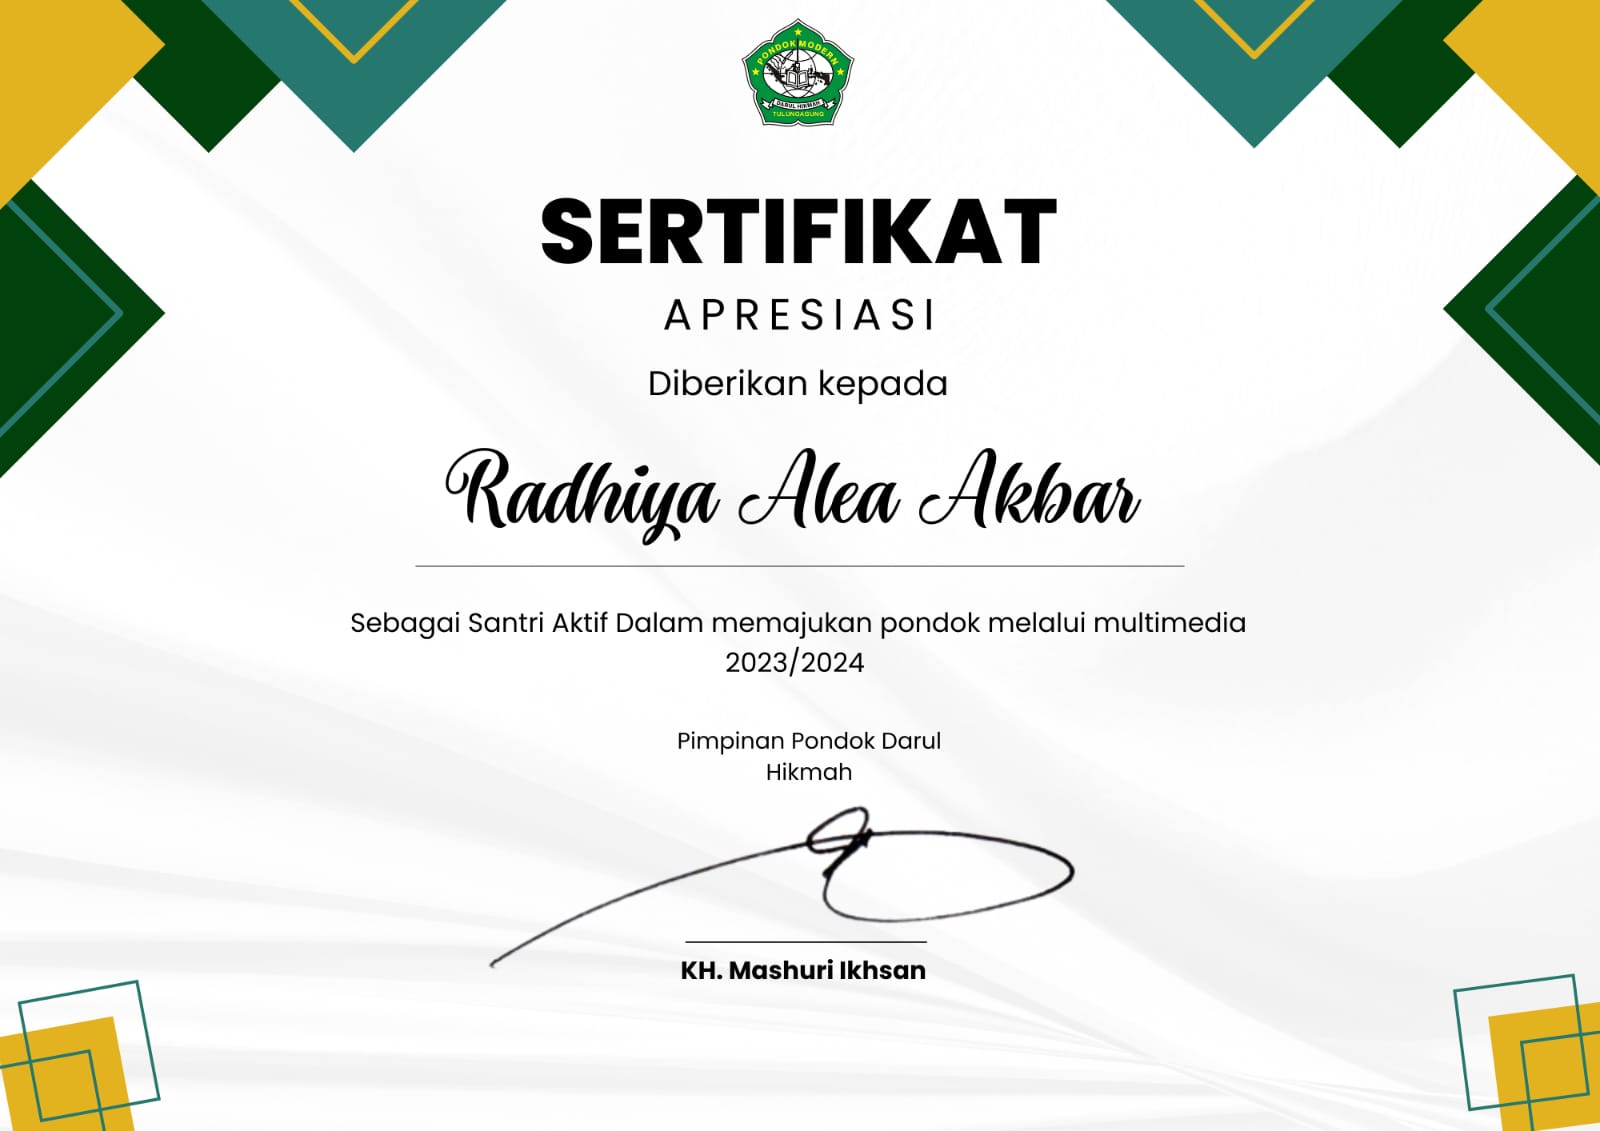 PONDOK MODERN
DARUL HIKMAH
TULUNGAGUNG
SERTIFIKAT
APRESIASI
Diberikan kepada
Radhiya Alea Akbar
Sebagai Santri Aktif Dalam memajukan pondok melalui multimedia
2023/2024
Pimpinan Pondok Darul
Hikmah
KH. Mashuri Ikhsan